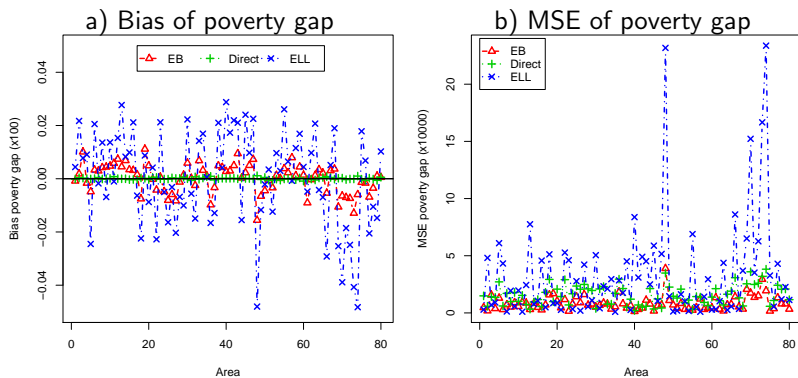 a) Bias of poverty gap
EB
Direct
ELL
Bias poverty gap (x100)
0.04
0.02
0.00
-0.02
-0.04
0
20
40
60
80
Area
b) MSE of poverty gap
EB
Direct
ELL
MSE poverty gap (x10000)
20
15
10
5
0
0
20
40
60
80
Area